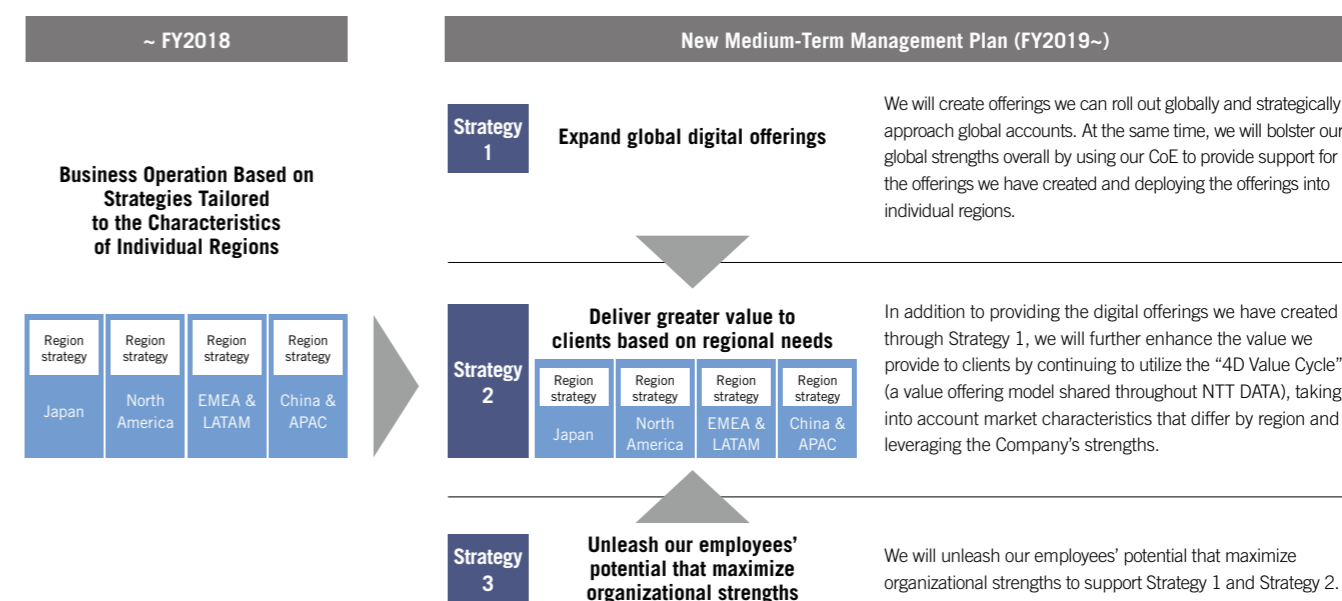 ~ FY2018
New Medium-Term Management Plan (FY2019~)
Business Operation Based on
Strategies Tailored
to the Characteristics
of Individual Regions
Region
strategy
Japan
Region
strategy
North
America
Region
strategy
EMEA &
LATAM
Region
strategy
China &
APAC
Strategy
1
Expand global digital offerings
We will create offerings we can roll out globally and strategically
approach global accounts. At the same time, we will bolster our
global strengths overall by using our CoE to provide support for
the offerings we have created and deploying the offerings into
individual regions.
Strategy
2
Deliver greater value to
clients based on regional needs
Region
strategy
Japan
Region
strategy
North
America
Region
strategy
EMEA &
LATAM
Region
strategy
China &
APAC
In addition to providing the digital offerings we have created
through Strategy 1, we will further enhance the value we
provide to clients by continuing to utilize the “4D Value Cycle”
(a value offering model shared throughout NTT DATA), taking
into account market characteristics that differ by region and
leveraging the Company’s strengths.
Strategy
3
Unleash our employees’
potential that maximize
organizational strengths
We will unleash our employees’ potential that maximize
organizational strengths to support Strategy 1 and Strategy 2.